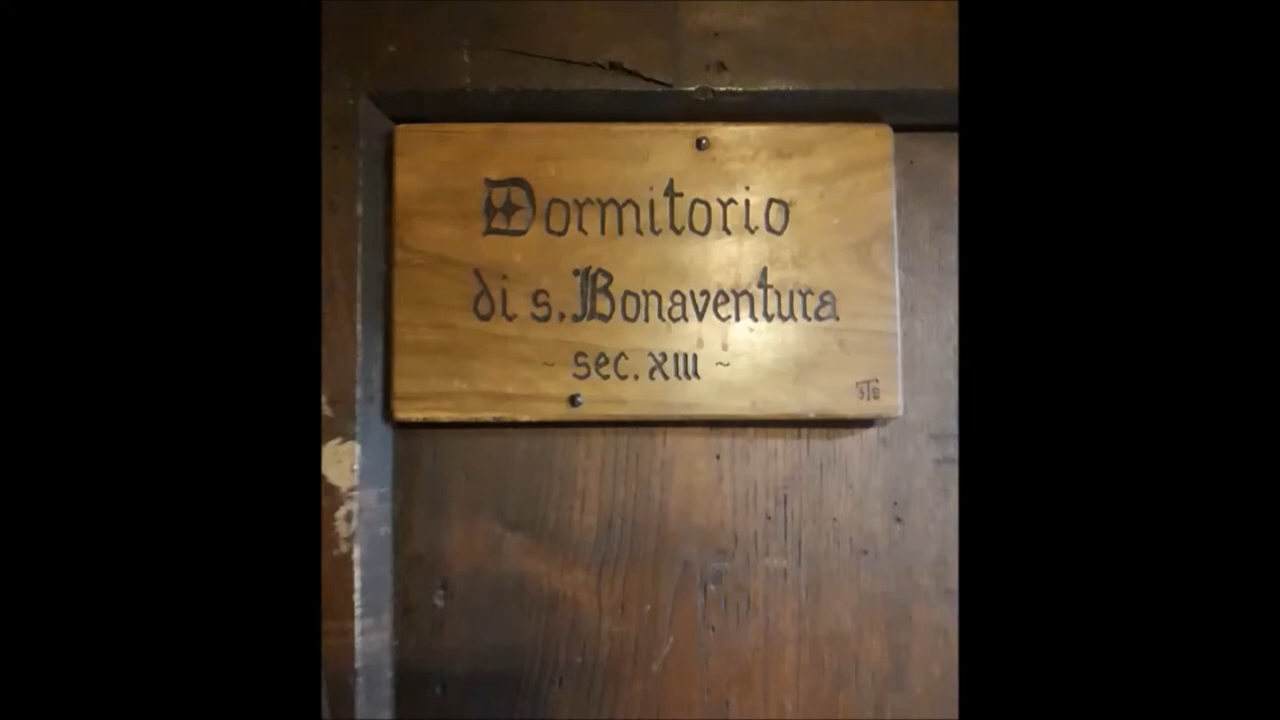 Dormitorio
di s. Bonaventura
~ sec. XIII ~